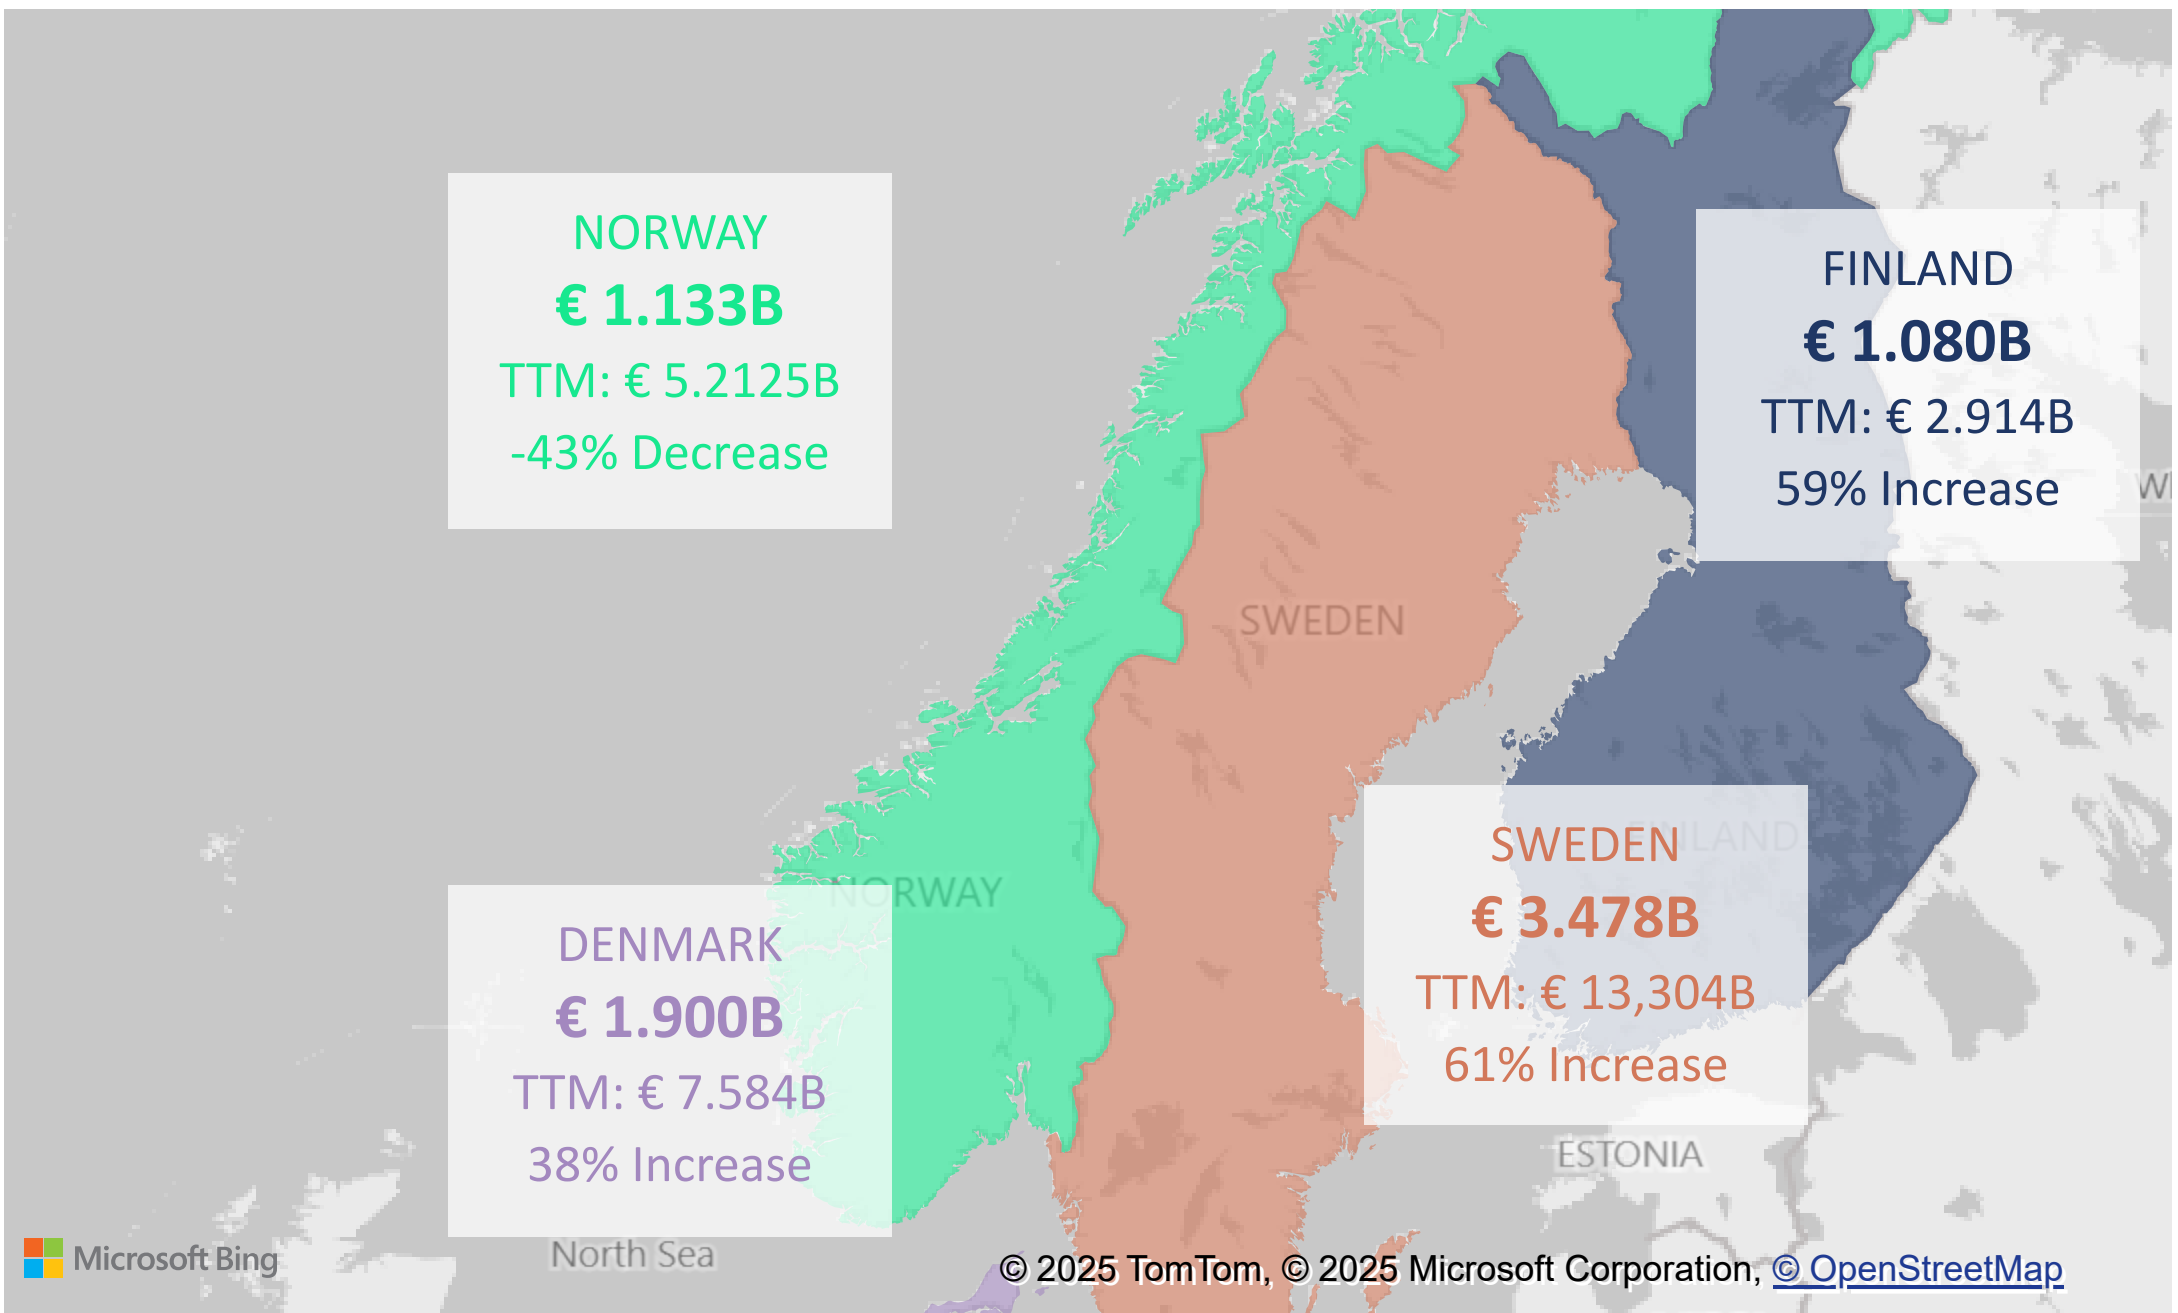 NORWAY
€ 1.133B
TTM: € 5.2125B
-43% Decrease
FINLAND
€ 1.080B
TTM: € 2.914B
59% Increase
SWEDEN
SWEDEN
€ 3.478B
TTM: € 13,304B
61% Increase
FINLAND
NORWAY
DENMARK
€ 1.900B
TTM: € 7.584B
38% Increase
ESTONIA
North Sea
Microsoft Bing
© 2025 TomTom, © 2025 Microsoft Corporation, © OpenStreetMap